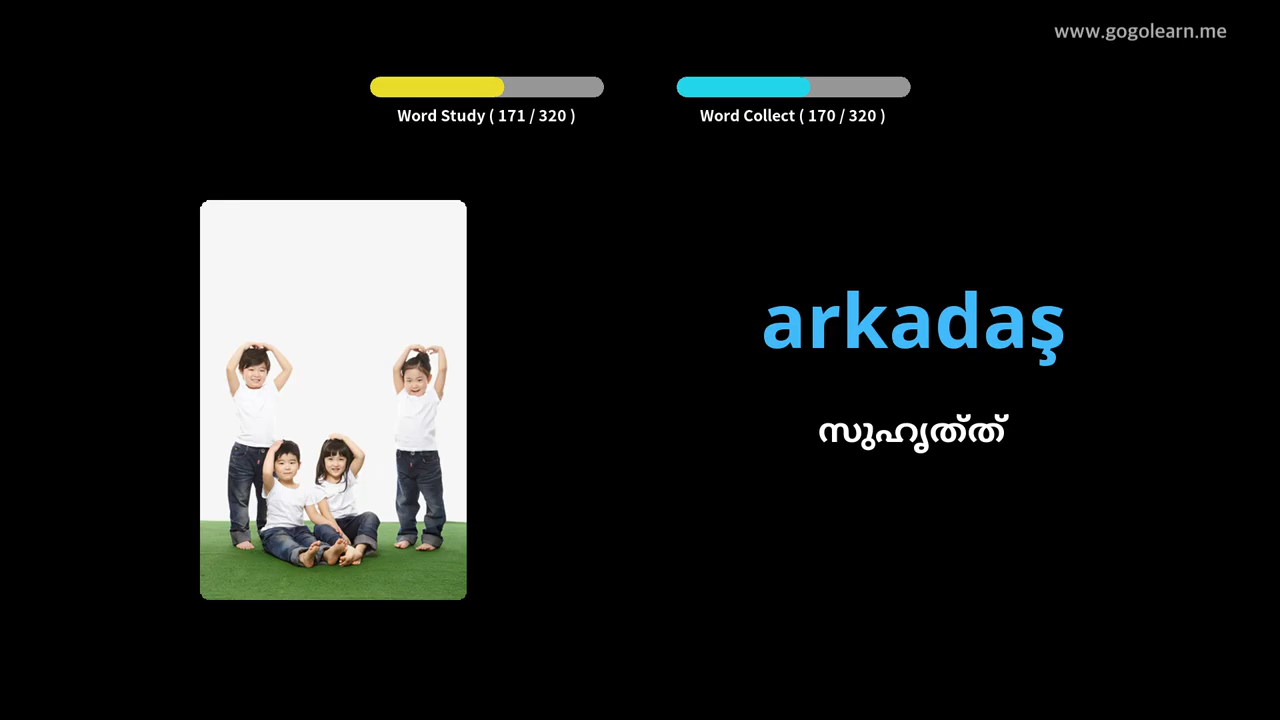 www.gogolearn.me
Word Study ( 171 / 320 )
Word Collect ( 170 / 320 )
arkadaş
സുഹൃത്ത്